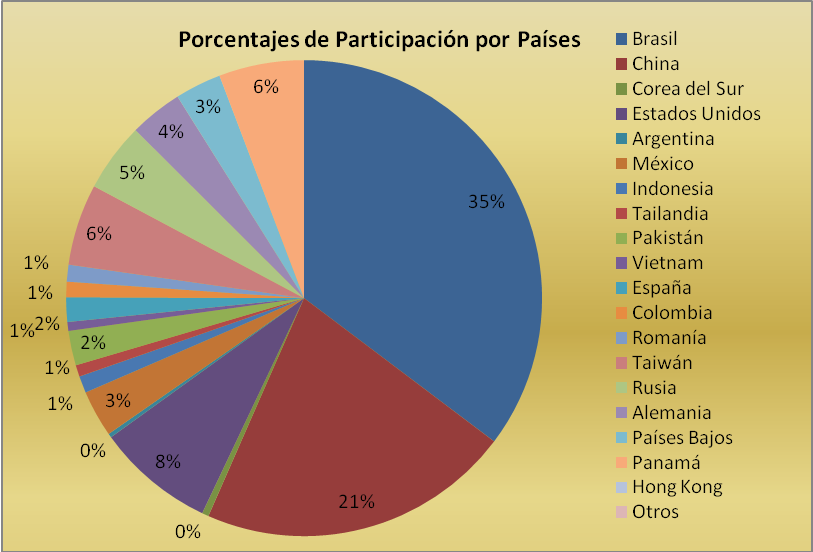 Porcentajes de Participación por Países
35%
21%
0%
8%
0%
3%
1%
1%
2%
1%
2%
1%
1%
6%
5%
4%
3%
6%
Brasil
China
Corea del Sur
Estados Unidos
Argentina
México
Indonesia
Tailandia
Pakistán
Vietnam
España
Colombia
Romanía
Taiwán
Rusia
Alemania
Países Bajos
Panamá
Hong Kong
Otros